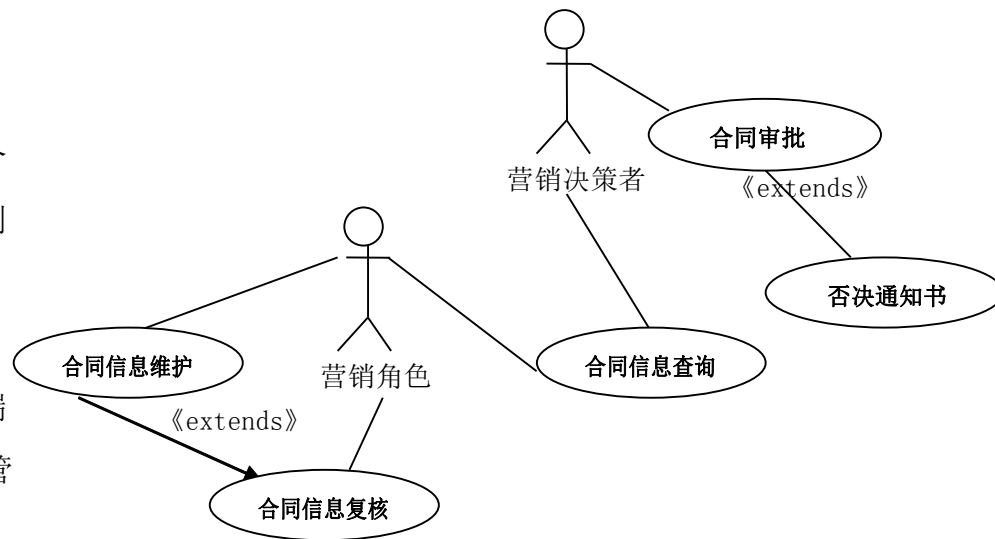 合同审批
营销决策者
《extends》
否决通知书
合同信息维护
营销角色
合同信息查询
《extends》
合同信息复核
管